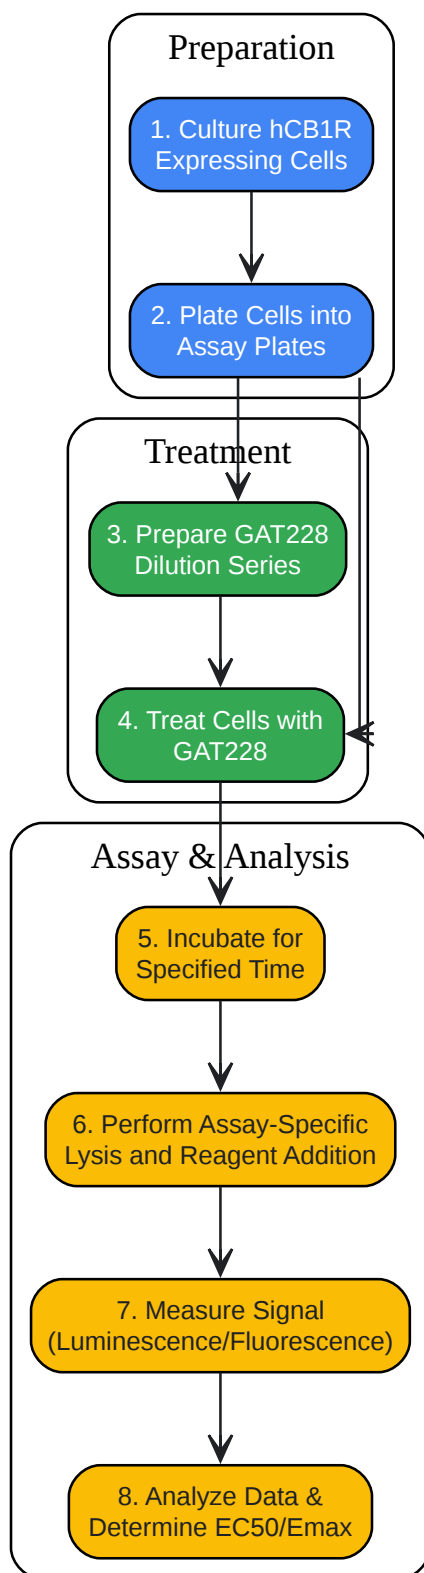 Preparation
1. Culture hCB1R
Expressing Cells
2. Plate Cells into
Assay Plates
Treatment
3. Prepare GAT228
Dilution Series
4. Treat Cells with
GAT228
Assay & Analysis
5. Incubate for
Specified Time
6. Perform Assay-Specific
Lysis and Reagent Addition
7. Measure Signal
(Luminescence/Fluorescence)
8. Analyze Data &
Determine EC50/Emax